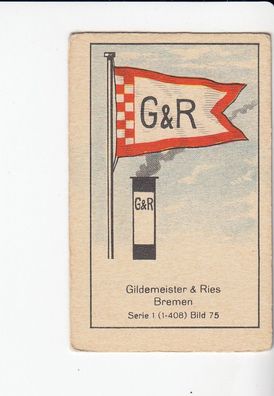 G&R
G&R
Gildemeister & Ries
Bremen
Serie 1 (1-408) Bild 75